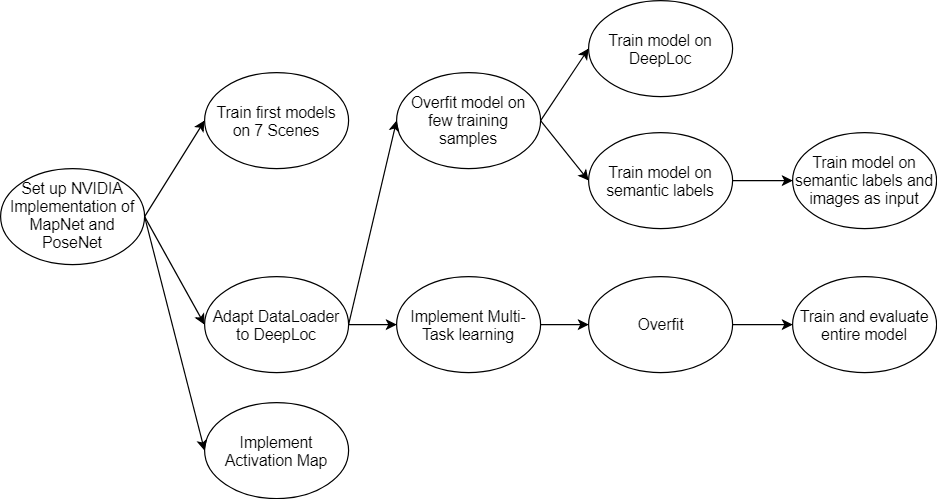 Set up NVIDIA
Implementation of
MapNet and
PoseNet
Train first models
on 7 Scenes
Adapt DataLoader
to DeepLoc
Implement
Activation Map
Overfit model on
few training
samples
Implement Multi-
Task learning
Train model on
DeepLoc
Train model on
semantic labels
Overfit
Train model on
semantic labels and
images as input
Train and evaluate
entire model